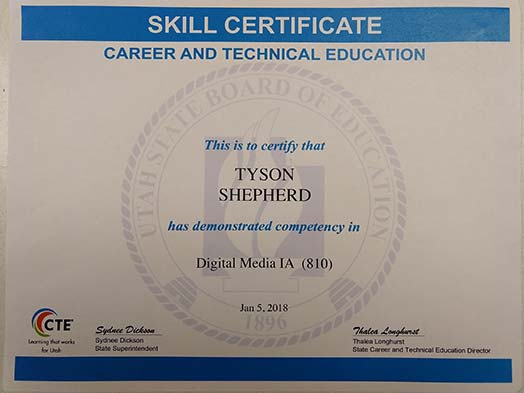 SKILL CERTIFICATE
CAREER AND TECHNICAL EDUCATION
UTAH STATE BOARD OF EDUCATION
This is to certify that
TYSON
SHEPHERD
has demonstrated competency in
Digital Media IA (810)
Jan 5, 2018
1896
CTE
Learning that works
for Utah
Sydnee Dickson
Sydnee Dickson
State Superintendent
Thalea Longhurst
Thalea Longhurst
State Career and Technical Education Director